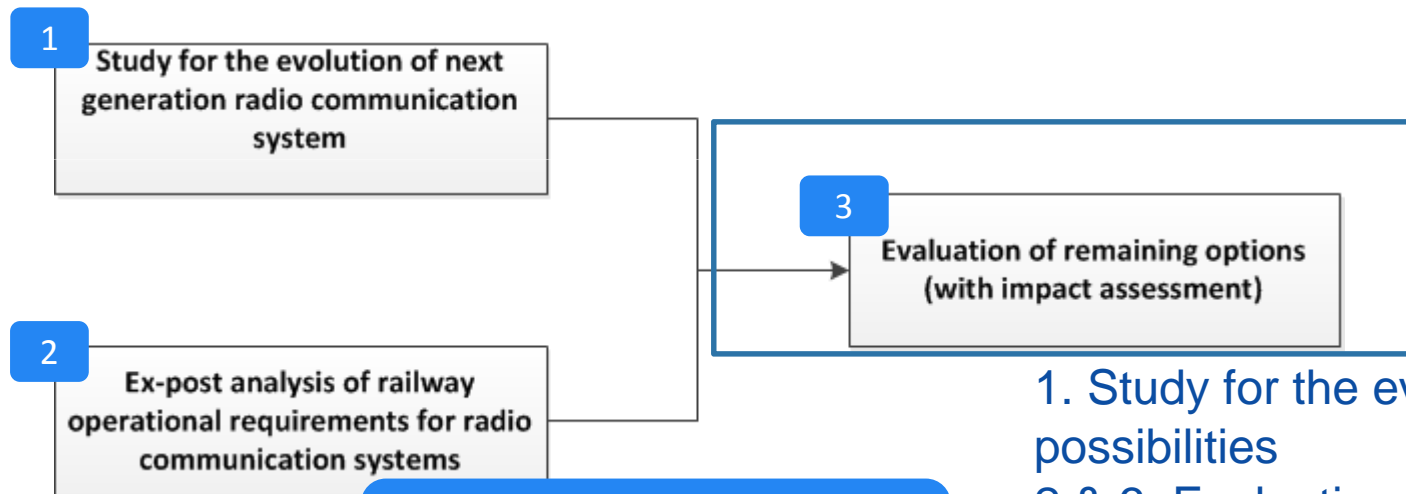 1
Study for the evolution of next
generation radio communication
system
3
Evaluation of remaining options
(with impact assessment)
2
Ex-post analysis of railway
operational requirements for radio
communication systems
1. Study for the ev
possibilities